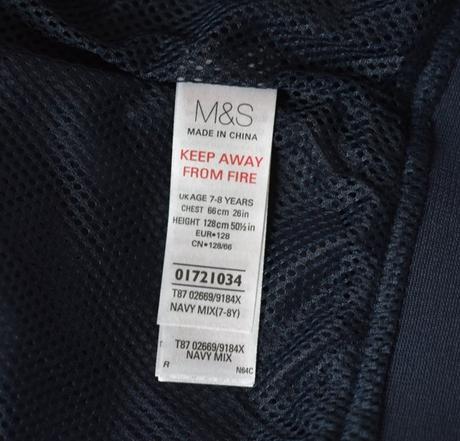 M&S
MADE IN CHINA
KEEP AWAY
FROM FIRE
UK AGE 7-8 YEARS
CHEST 66cm 26in
HEIGHT 128cm 50½in
EUR•128
CN•128/66
01721034
T87 02669/9184X
NAVY MIX(7-8Y)
T87 02669/9184X
NAVY MIX
R N64C